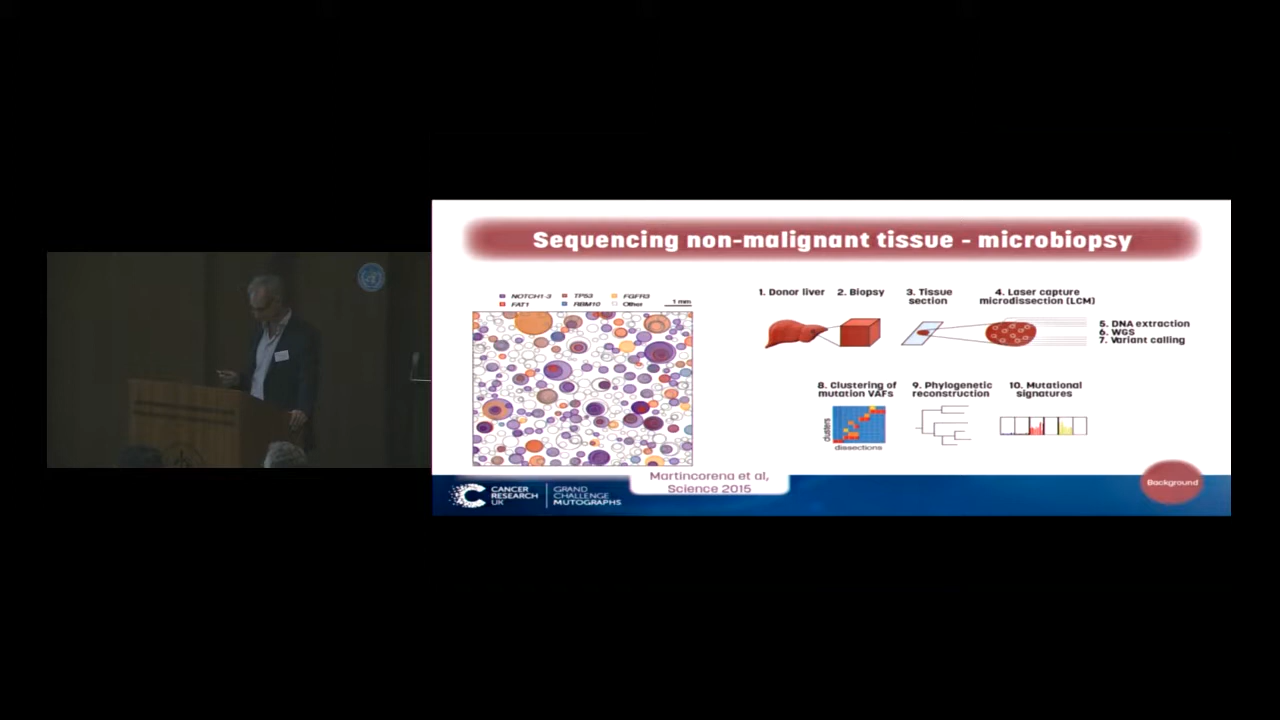 Sequencing non-malignant tissue - microbiopsy
NOTCH1-3 TP53 FGFR3
FAT1 RBM10 Other
1 mm
Martincorena et al,
Science 2015
1. Donor liver 2. Biopsy 3. Tissue section 4. Laser capture microdissection (LCM)
5. DNA extraction
6. WGS
7. Variant calling
8. Clustering of mutation VAFs 9. Phylogenetic reconstruction 10. Mutational signatures
clusters
dissections
CANCER
RESEARCH
UK
GRAND
CHALLENGE
MUTOGRAPHS
Background